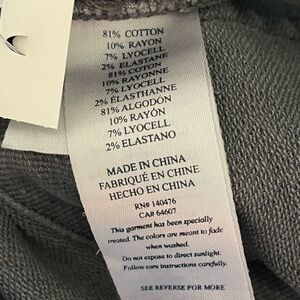 81% COTTON
10% RAYON
7% LYOCELL
2% ELASTANE
81% COTON
10% RAYONNE
7% LYOCELL
2% ÉLASTHANNE
81% ALGODÓN
10% RAYÓN
7% LYOCELL
2% ELASTANO
MADE IN CHINA
FABRIQUÉ EN CHINE
HECHO EN CHINA
RN# 140476
CA# 64607
This garment has been specially
treated. The colors are meant to fade
when washed.
Do not expose to direct sunlight.
Follow care instructions carefully.
SEE REVERSE FOR MORE